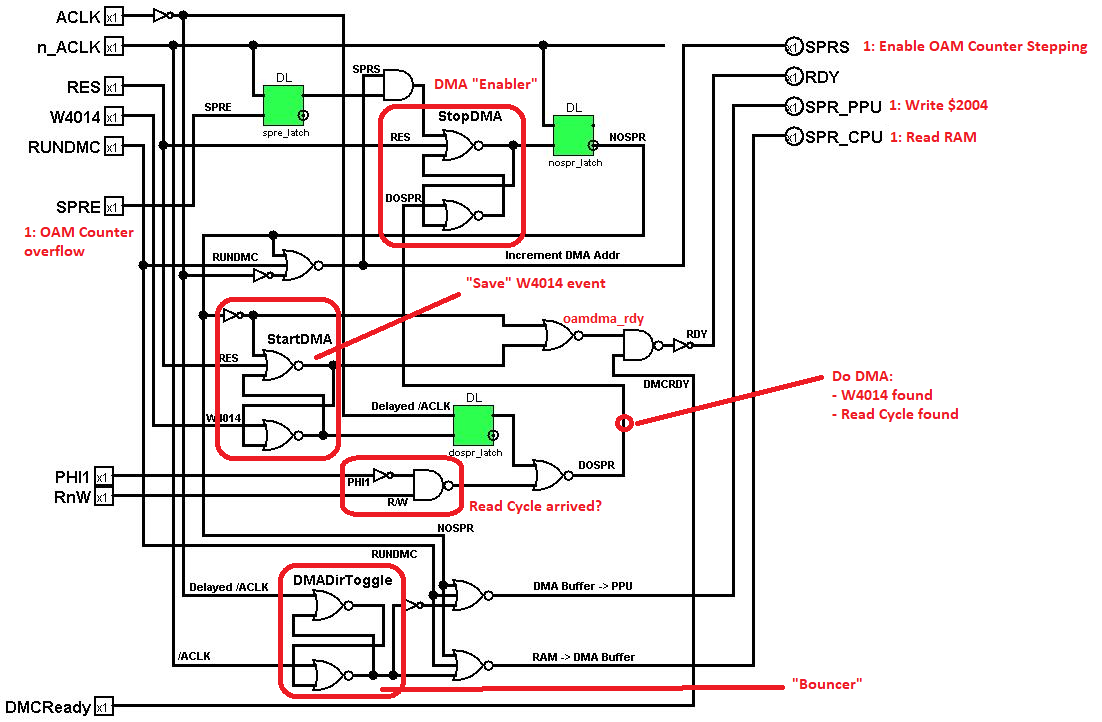 ACLK x1
n_ACLK x1
x1 SPRS 1: Enable OAM Counter Stepping
RES x1
DL
SPRS
DMA "Enabler"
x1 RDY
W4014 x1
SPRE
spre_latch
StopDMA
DL
x1 SPR_PPU 1: Write $2004
RUNDMC x1
RES
NOSPR
nospr_latch
x1 SPR_CPU 1: Read RAM
SPRE x1
DOSPR
1: OAM Counter
overflow
RUNDMC
Increment DMA Addr
"Save" W4014 event
StartDMA
oamdma_rdy
RDY
RES
DMCRDY
Do DMA:
- W4014 found
- Read Cycle found
W4014
Delayed /ACLK
DL
dospr_latch
DOSPR
PHI1 x1
PHI1
RnW x1
R/W
Read Cycle arrived?
NOSPR
RUNDMC
Delayed /ACLK
DMADirToggle
DMA Buffer -> PPU
/ACLK
RAM -> DMA Buffer
"Bouncer"
DMCReady x1